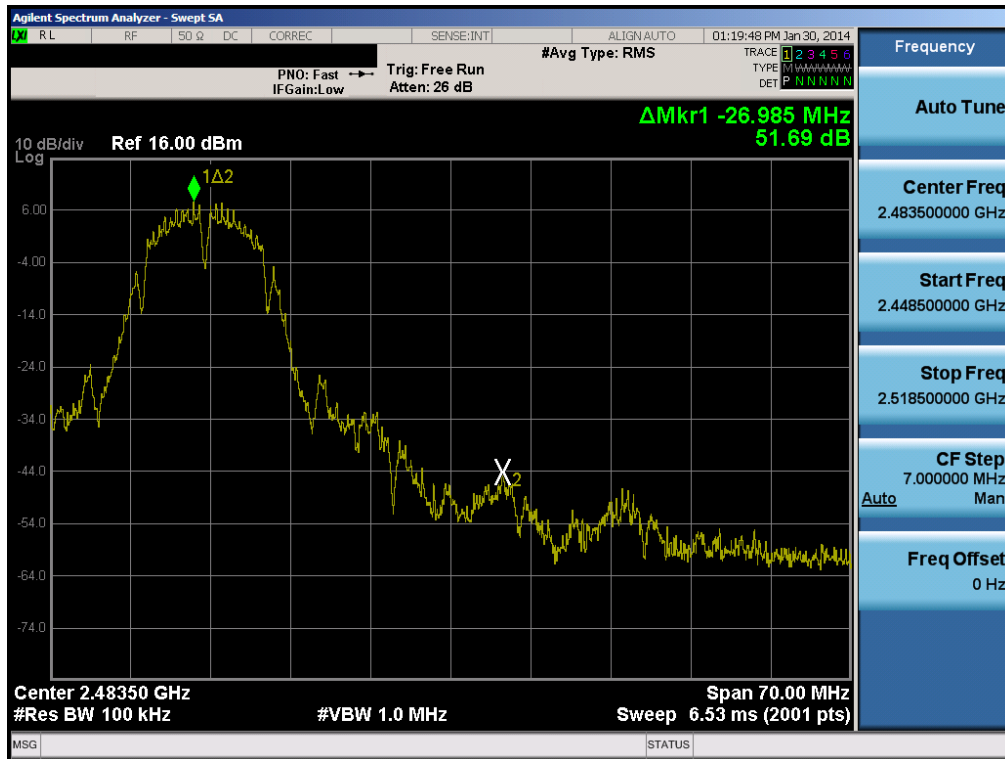 Agilent Spectrum Analyzer - Swept SA
LXI RL RF 50 Ω DC CORREC SENSE:INT ALIGN AUTO 01:19:48 PM Jan 30, 2014
#Avg Type: RMS TRACE 1 2 3 4 5 6
PNO: Fast Trig: Free Run TYPE M WWWWW
IFGain:Low Atten: 26 dB DET P N N N N N
ΔMkr1 -26.985 MHz
51.69 dB
10 dB/div Ref 16.00 dBm
Log
1Δ2
6.00
-4.00
-14.0
-24.0
-34.0
-44.0
2
-54.0
-64.0
-74.0
Center 2.48350 GHz Span 70.00 MHz
#Res BW 100 kHz #VBW 1.0 MHz Sweep 6.53 ms (2001 pts)
MSG STATUS
Frequency
Auto Tune
Center Freq
2.483500000 GHz
Start Freq
2.448500000 GHz
Stop Freq
2.518500000 GHz
CF Step
7.000000 MHz
Auto Man
Freq Offset
0 Hz